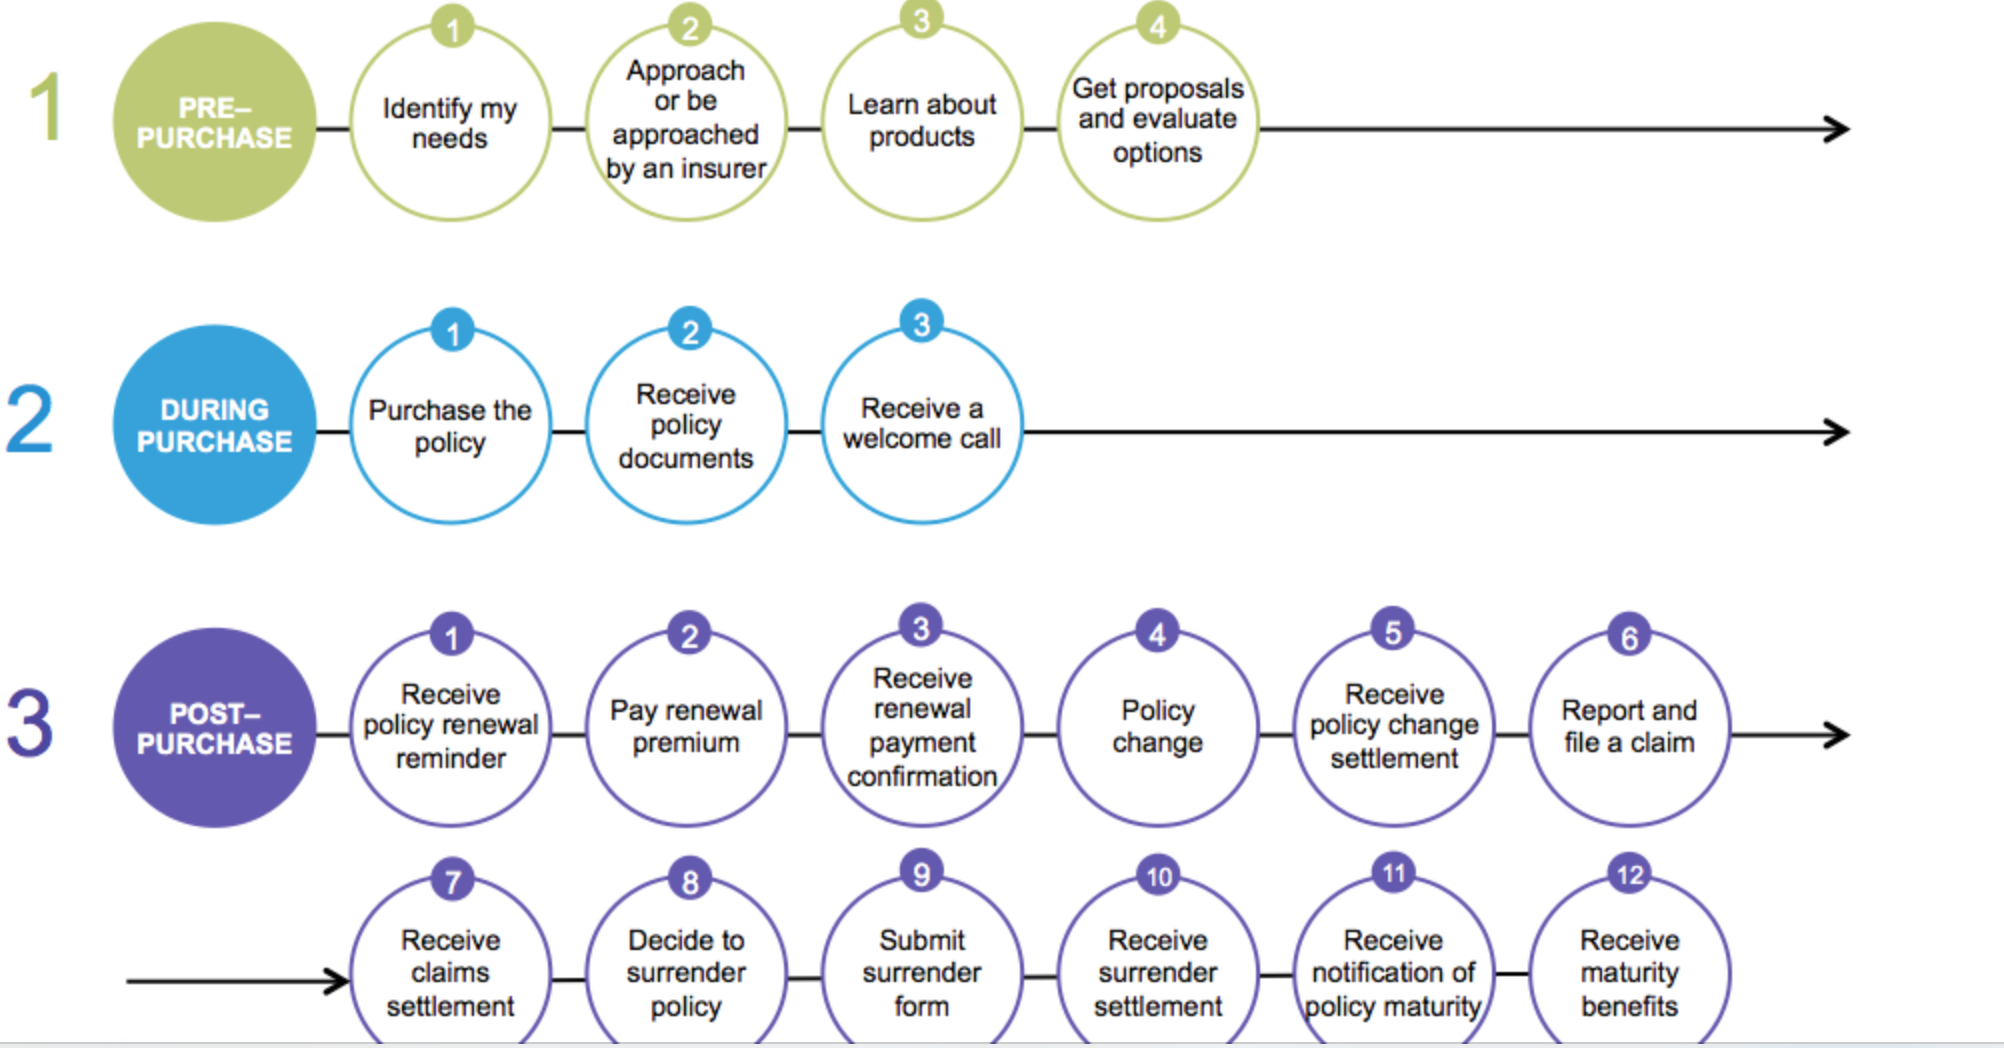 1
PRE–
PURCHASE
1
Identify my
needs
2
Approach
or be
approached
by an insurer
3
Learn about
products
4
Get proposals
and evaluate
options
2
DURING
PURCHASE
1
Purchase the
policy
2
Receive
policy
documents
3
Receive a
welcome call
3
POST–
PURCHASE
1
Receive
policy renewal
reminder
2
Pay renewal
premium
3
Receive
renewal
payment
confirmation
4
Policy
change
5
Receive
policy change
settlement
6
Report and
file a claim
7
Receive
claims
settlement
8
Decide to
surrender
policy
9
Submit
surrender
form
10
Receive
surrender
settlement
11
Receive
notification of
policy maturity
12
Receive
maturity
benefits